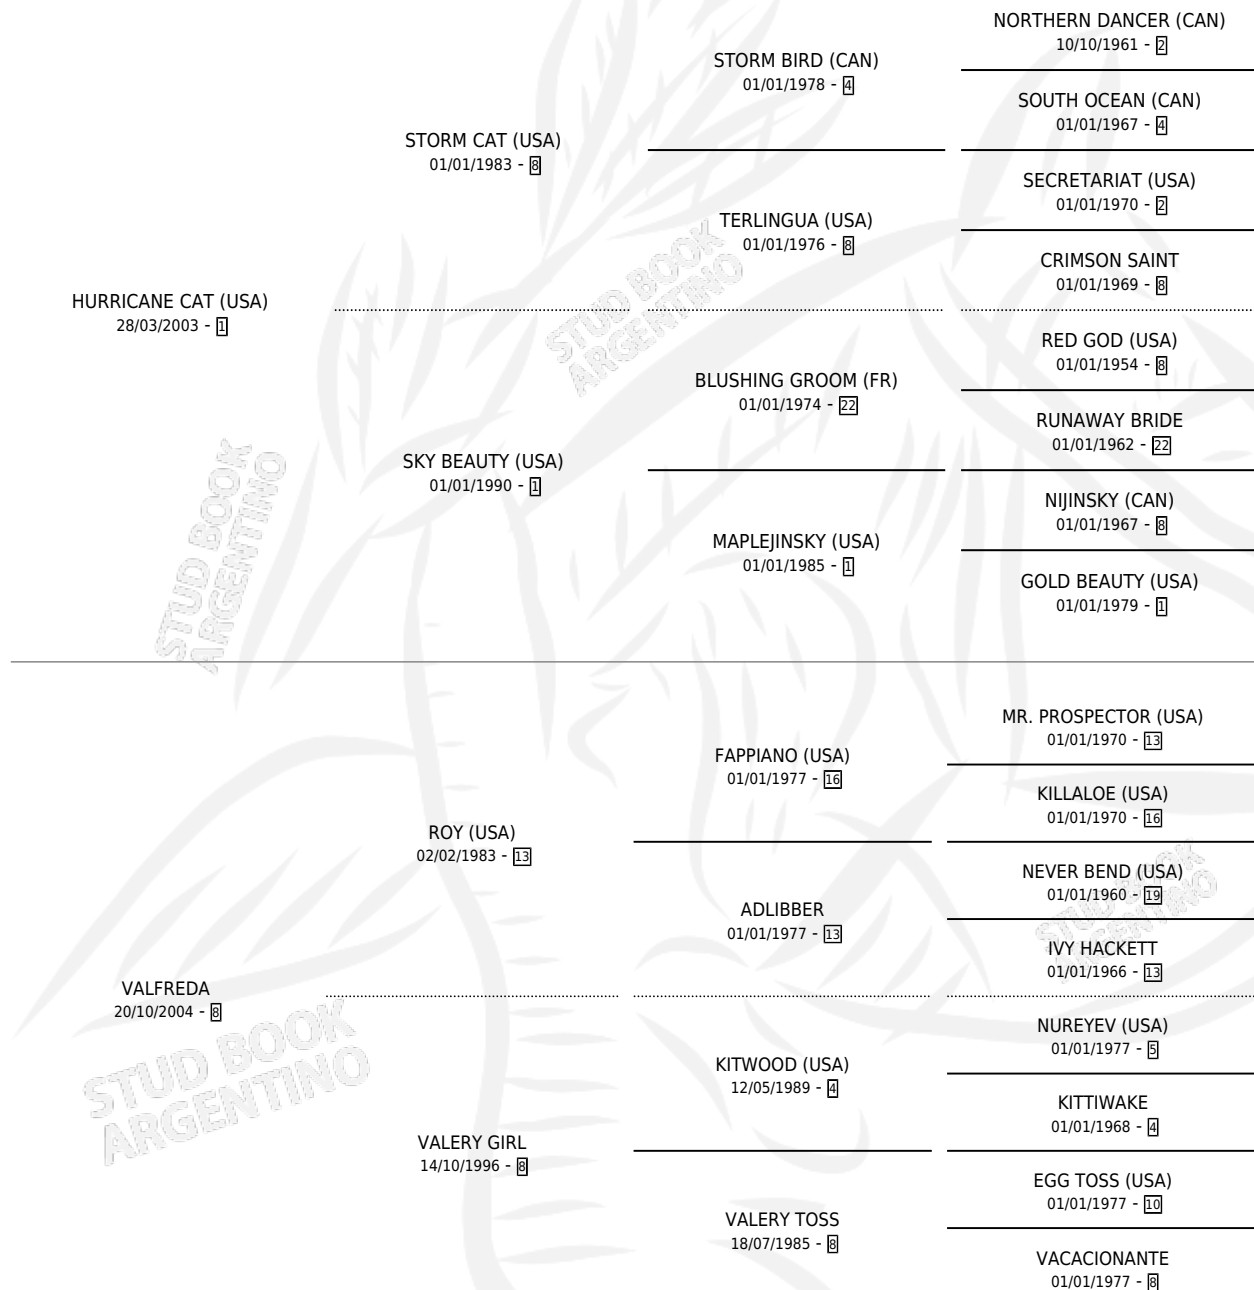 NORTHERN DANCER (CAN)
10/10/1961 - 2
STORM BIRD (CAN)
01/01/1978 - 4
SOUTH OCEAN (CAN)
01/01/1967 - 4
STORM CAT (USA)
01/01/1983 - 8
SECRETARIAT (USA)
01/01/1970 - 2
TERLINGUA (USA)
01/01/1976 - 8
CRIMSON SAINT
01/01/1969 - 8
HURRICANE CAT (USA)
28/03/2003 - 1
STUD BOOK
ARGENTINO
RED GOD (USA)
01/01/1954 - 8
BLUSHING GROOM (FR)
01/01/1974 - 22
RUNAWAY BRIDE
01/01/1962 - 22
SKY BEAUTY (USA)
01/01/1990 - 1
NIJINSKY (CAN)
01/01/1967 - 8
MAPLEJINSKY (USA)
01/01/1985 - 1
GOLD BEAUTY (USA)
01/01/1979 - 1
STUD BOOK
ARGENTINO
MR. PROSPECTOR (USA)
01/01/1970 - 13
FAPPIANO (USA)
01/01/1977 - 16
KILLALOE (USA)
01/01/1970 - 16
ROY (USA)
02/02/1983 - 13
NEVER BEND (USA)
01/01/1960 - 19
ADLIBBER
01/01/1977 - 13
STUD BOOK
ARGENTINO
IVY HACKETT
01/01/1966 - 13
VALFREDA
20/10/2004 - 8
STUD BOOK
ARGENTINO
NUREYEV (USA)
01/01/1977 - 5
KITWOOD (USA)
12/05/1989 - 4
KITTIWAKE
01/01/1968 - 4
VALERY GIRL
14/10/1996 - 8
EGG TOSS (USA)
01/01/1977 - 10
VALERY TOSS
18/07/1985 - 8
VACACIONANTE
01/01/1977 - 8